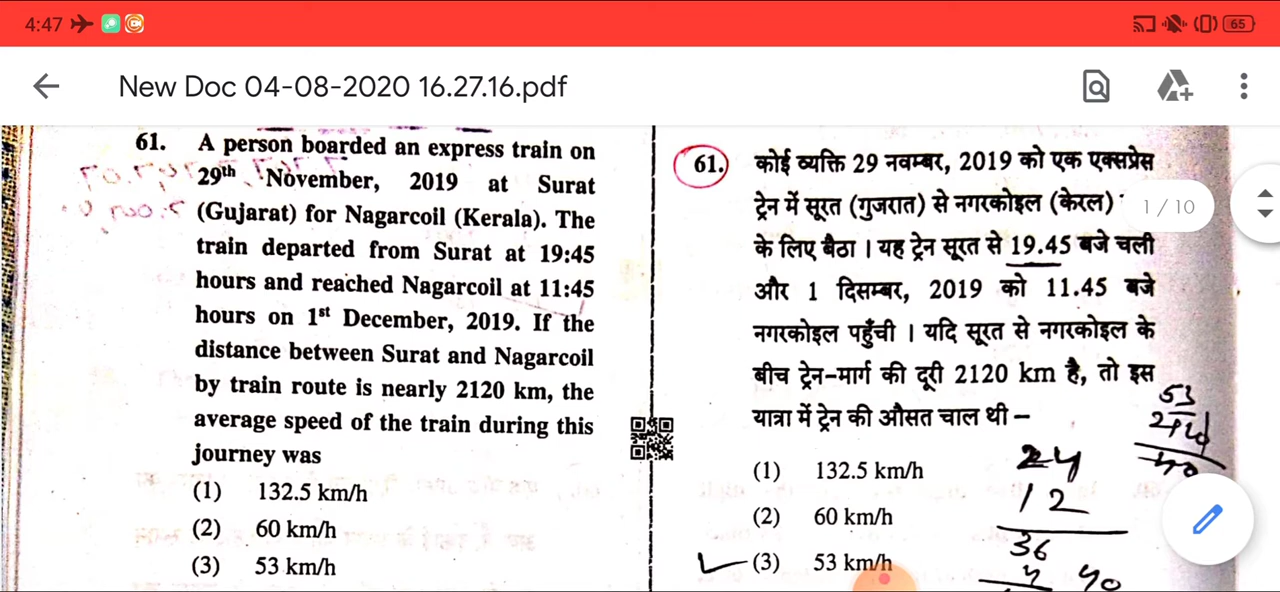 4:47
65
New Doc 04-08-2020 16.27.16.pdf
61. A person boarded an express train on
29th November, 2019 at Surat
(Gujarat) for Nagarcoil (Kerala). The
train departed from Surat at 19:45
hours and reached Nagarcoil at 11:45
hours on 1st December, 2019. If the
distance between Surat and Nagarcoil
by train route is nearly 2120 km, the
average speed of the train during this
journey was
(1) 132.5 km/h
(2) 60 km/h
(3) 53 km/h
61. कोई व्यक्ति 29 नवम्बर, 2019 को एक एक्सप्रेस
ट्रेन में सूरत (गुजरात) से नगरकोइल (केरल)
के लिए बैठा । यह ट्रेन सूरत से 19.45 बजे चली
और 1 दिसम्बर, 2019 को 11.45 बजे
नगरकोइल पहुँची । यदि सूरत से नगरकोइल के
बीच ट्रेन-मार्ग की दूरी 2120 km है, तो इस
यात्रा में ट्रेन की औसत चाल थी –
(1) 132.5 km/h
(2) 60 km/h
(3) 53 km/h
1 / 10
53
40
24
12
36
4 40